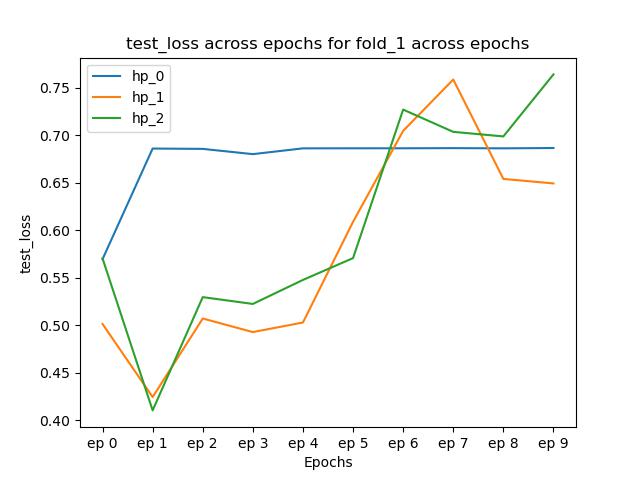 test_loss across epochs for fold_1 across epochs
hp_0
hp_1
hp_2
0.75
0.70
0.65
0.60
0.55
0.50
0.45
0.40
test_loss
ep 0 ep 1 ep 2 ep 3 ep 4 ep 5 ep 6 ep 7 ep 8 ep 9
Epochs